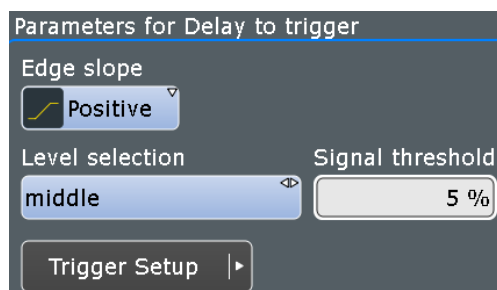 Parameters for Delay to trigger
Edge slope
Positive
Level selection
Signal threshold
middle
5 %
Trigger Setup